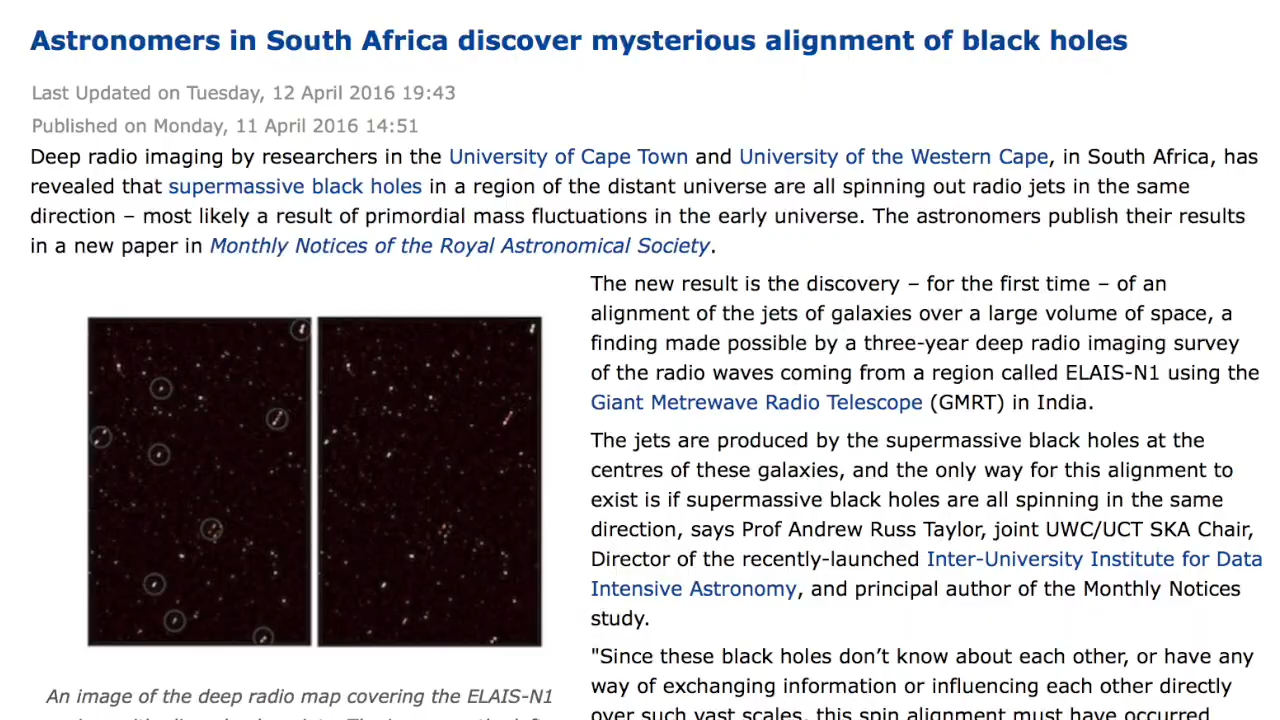 Astronomers in South Africa discover mysterious alignment of black holes
Last Updated on Tuesday, 12 April 2016 19:43
Published on Monday, 11 April 2016 14:51
Deep radio imaging by researchers in the University of Cape Town and University of the Western Cape, in South Africa, has
revealed that supermassive black holes in a region of the distant universe are all spinning out radio jets in the same
direction – most likely a result of primordial mass fluctuations in the early universe. The astronomers publish their results
in a new paper in Monthly Notices of the Royal Astronomical Society.
The new result is the discovery – for the first time – of an
alignment of the jets of galaxies over a large volume of space, a
finding made possible by a three-year deep radio imaging survey
of the radio waves coming from a region called ELAIS-N1 using the
Giant Metrewave Radio Telescope (GMRT) in India.
The jets are produced by the supermassive black holes at the
centres of these galaxies, and the only way for this alignment to
exist is if supermassive black holes are all spinning in the same
direction, says Prof Andrew Russ Taylor, joint UWC/UCT SKA Chair,
Director of the recently-launched Inter-University Institute for Data
Intensive Astronomy, and principal author of the Monthly Notices
study.
"Since these black holes don’t know about each other, or have any
way of exchanging information or influencing each other directly
over such vast scales, this spin alignment must have occurred
An image of the deep radio map covering the ELAIS-N1